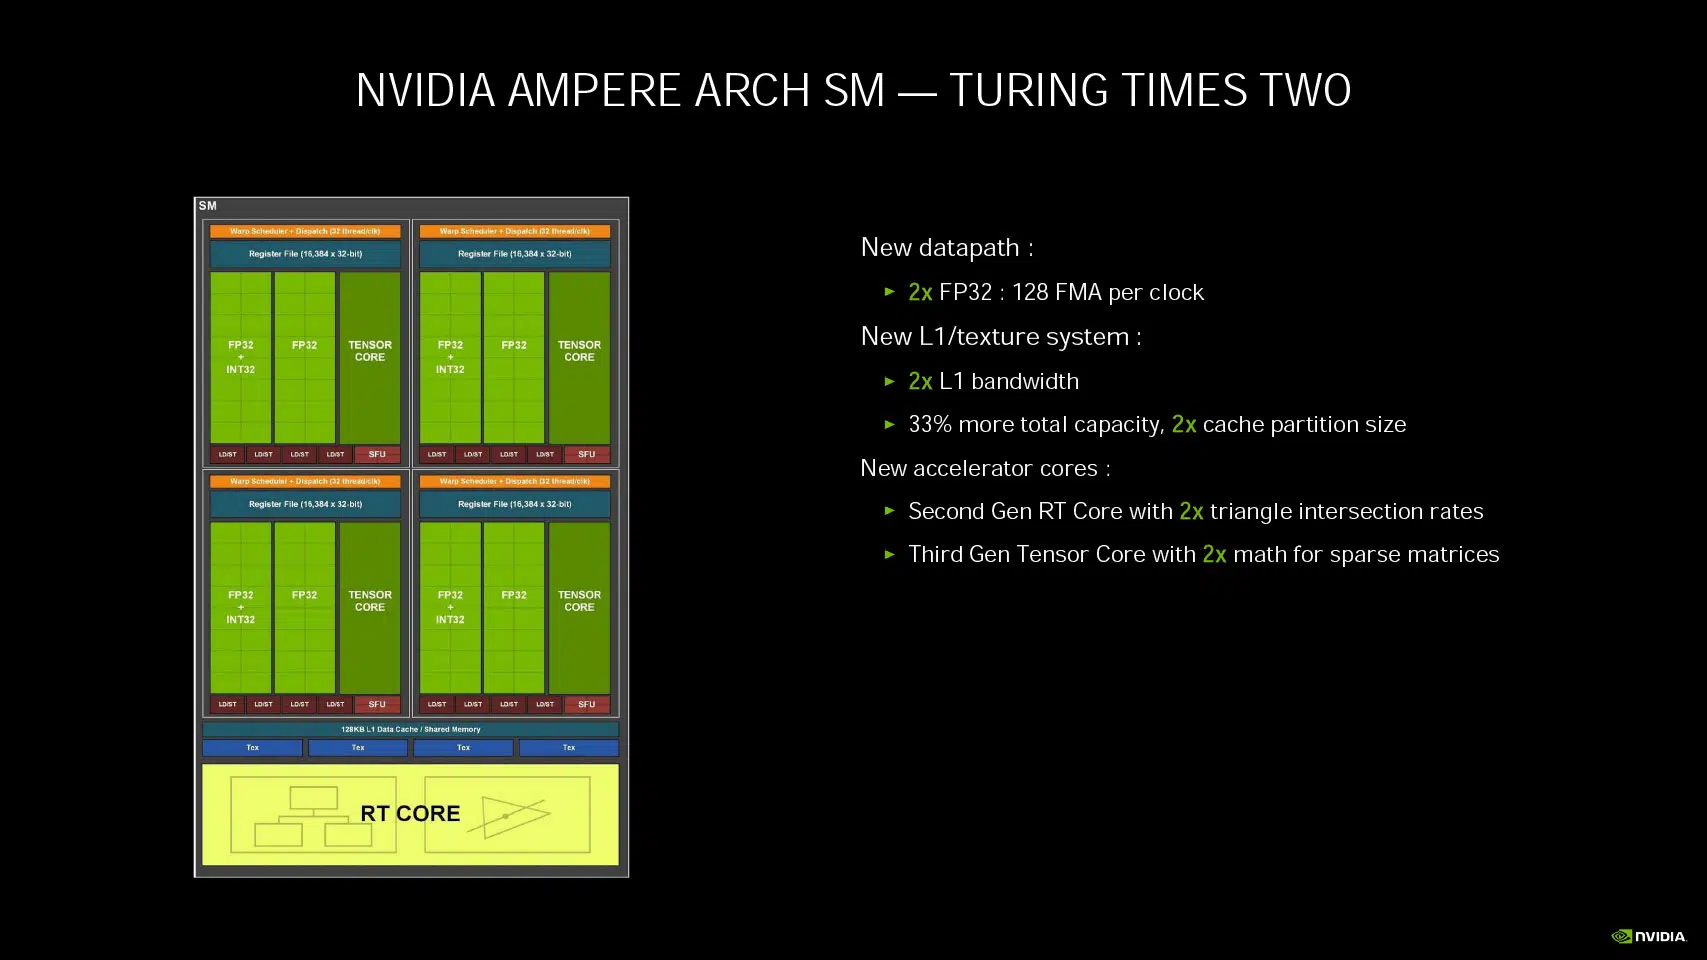 NVIDIA AMPERE ARCH SM — TURING TIMES TWO
SM
Warp Scheduler + Dispatch (32 thread/clk)
Register File (16,384 x 32-bit)
FP32
+
INT32
FP32
TENSOR
CORE
LD/ST LD/ST LD/ST LD/ST SFU
Warp Scheduler + Dispatch (32 thread/clk)
Register File (16,384 x 32-bit)
FP32
+
INT32
FP32
TENSOR
CORE
LD/ST LD/ST LD/ST LD/ST SFU
Warp Scheduler + Dispatch (32 thread/clk)
Register File (16,384 x 32-bit)
FP32
+
INT32
FP32
TENSOR
CORE
LD/ST LD/ST LD/ST LD/ST SFU
Warp Scheduler + Dispatch (32 thread/clk)
Register File (16,384 x 32-bit)
FP32
+
INT32
FP32
TENSOR
CORE
LD/ST LD/ST LD/ST LD/ST SFU
128KB L1 Data Cache / Shared Memory
Tex Tex Tex Tex
RT CORE
New datapath :
► 2x FP32 : 128 FMA per clock
New L1/texture system :
► 2x L1 bandwidth
► 33% more total capacity, 2x cache partition size
New accelerator cores :
► Second Gen RT Core with 2x triangle intersection rates
► Third Gen Tensor Core with 2x math for sparse matrices
NVIDIA.